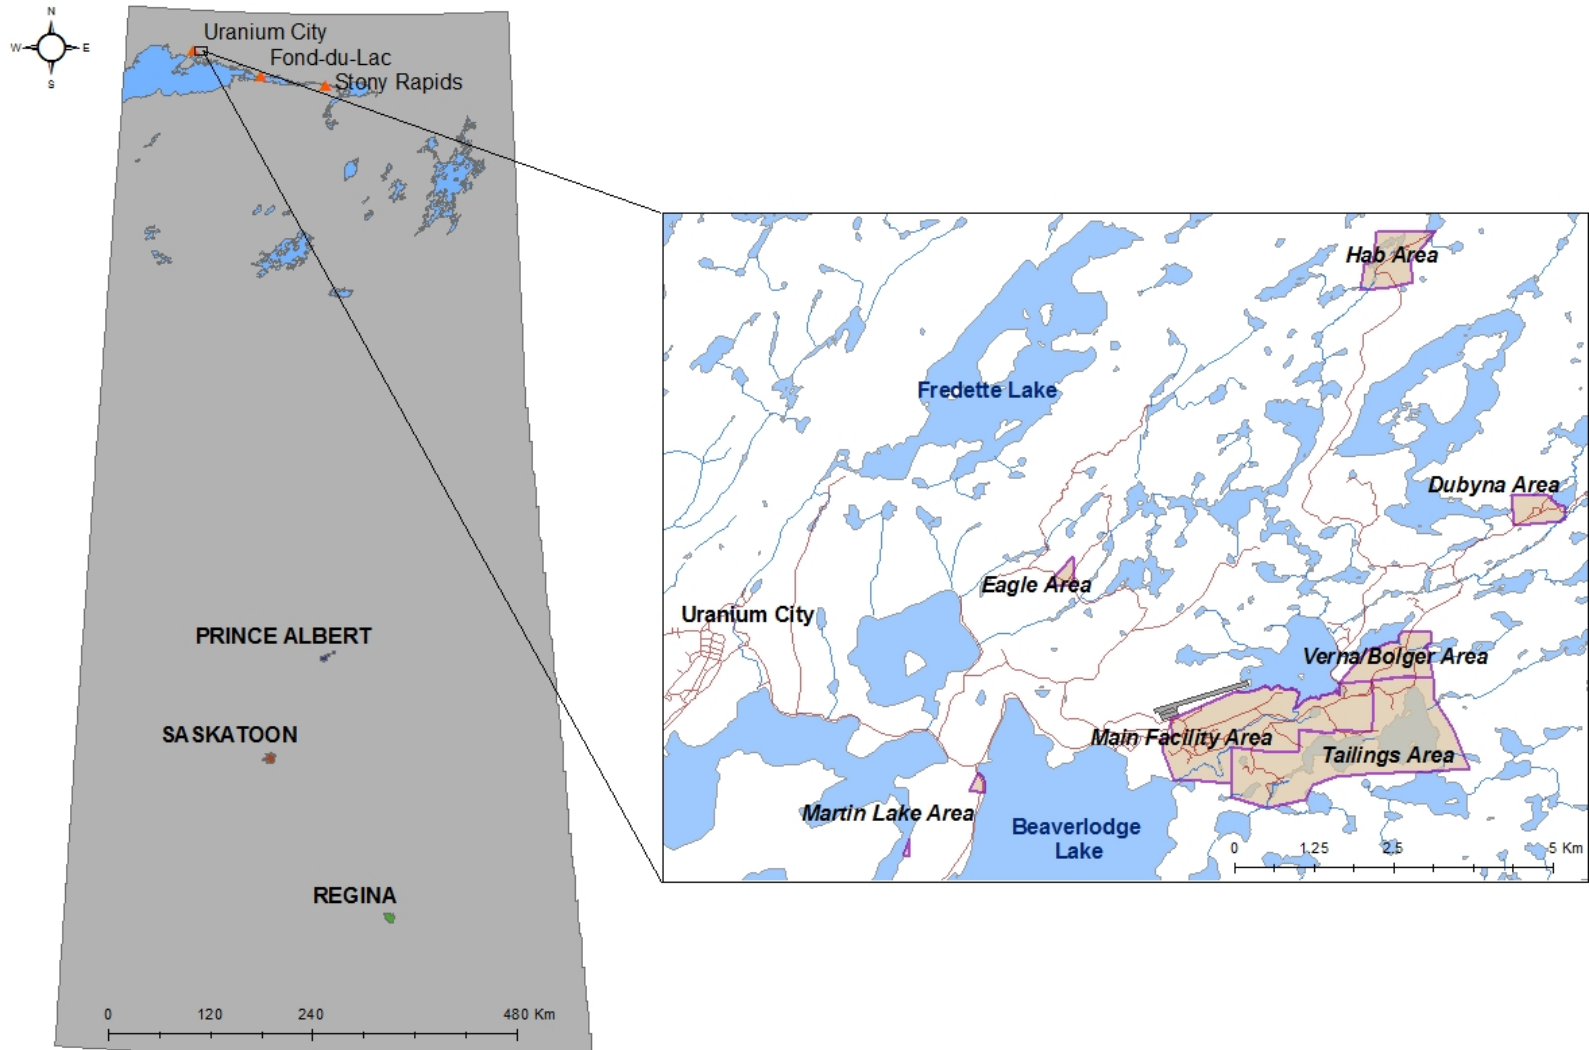 N
W E
S
Uranium City
Fond-du-Lac
Stony Rapids
PRINCE ALBERT
SASKATOON
REGINA
0 120 240 480 Km
Hab Area
Fredette Lake
Dubyna Area
Eagle Area
Uranium City
Verna/Bolger Area
Main Facility Area
Tailings Area
Martin Lake Area
Beaverlodge
Lake
0 1.25 2.5 5 Km